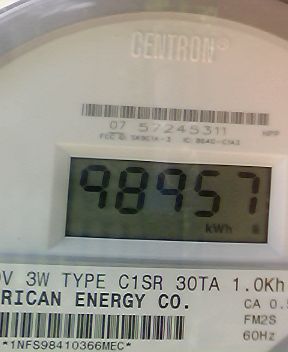 CENTRON®
07 57245311
98957
kWh
V 3W TYPE C1SR 30TA 1.0Kh
RICAN ENERGY CO.
CA 0.5
FM2S
60Hz
*1NFS98410366MEC*